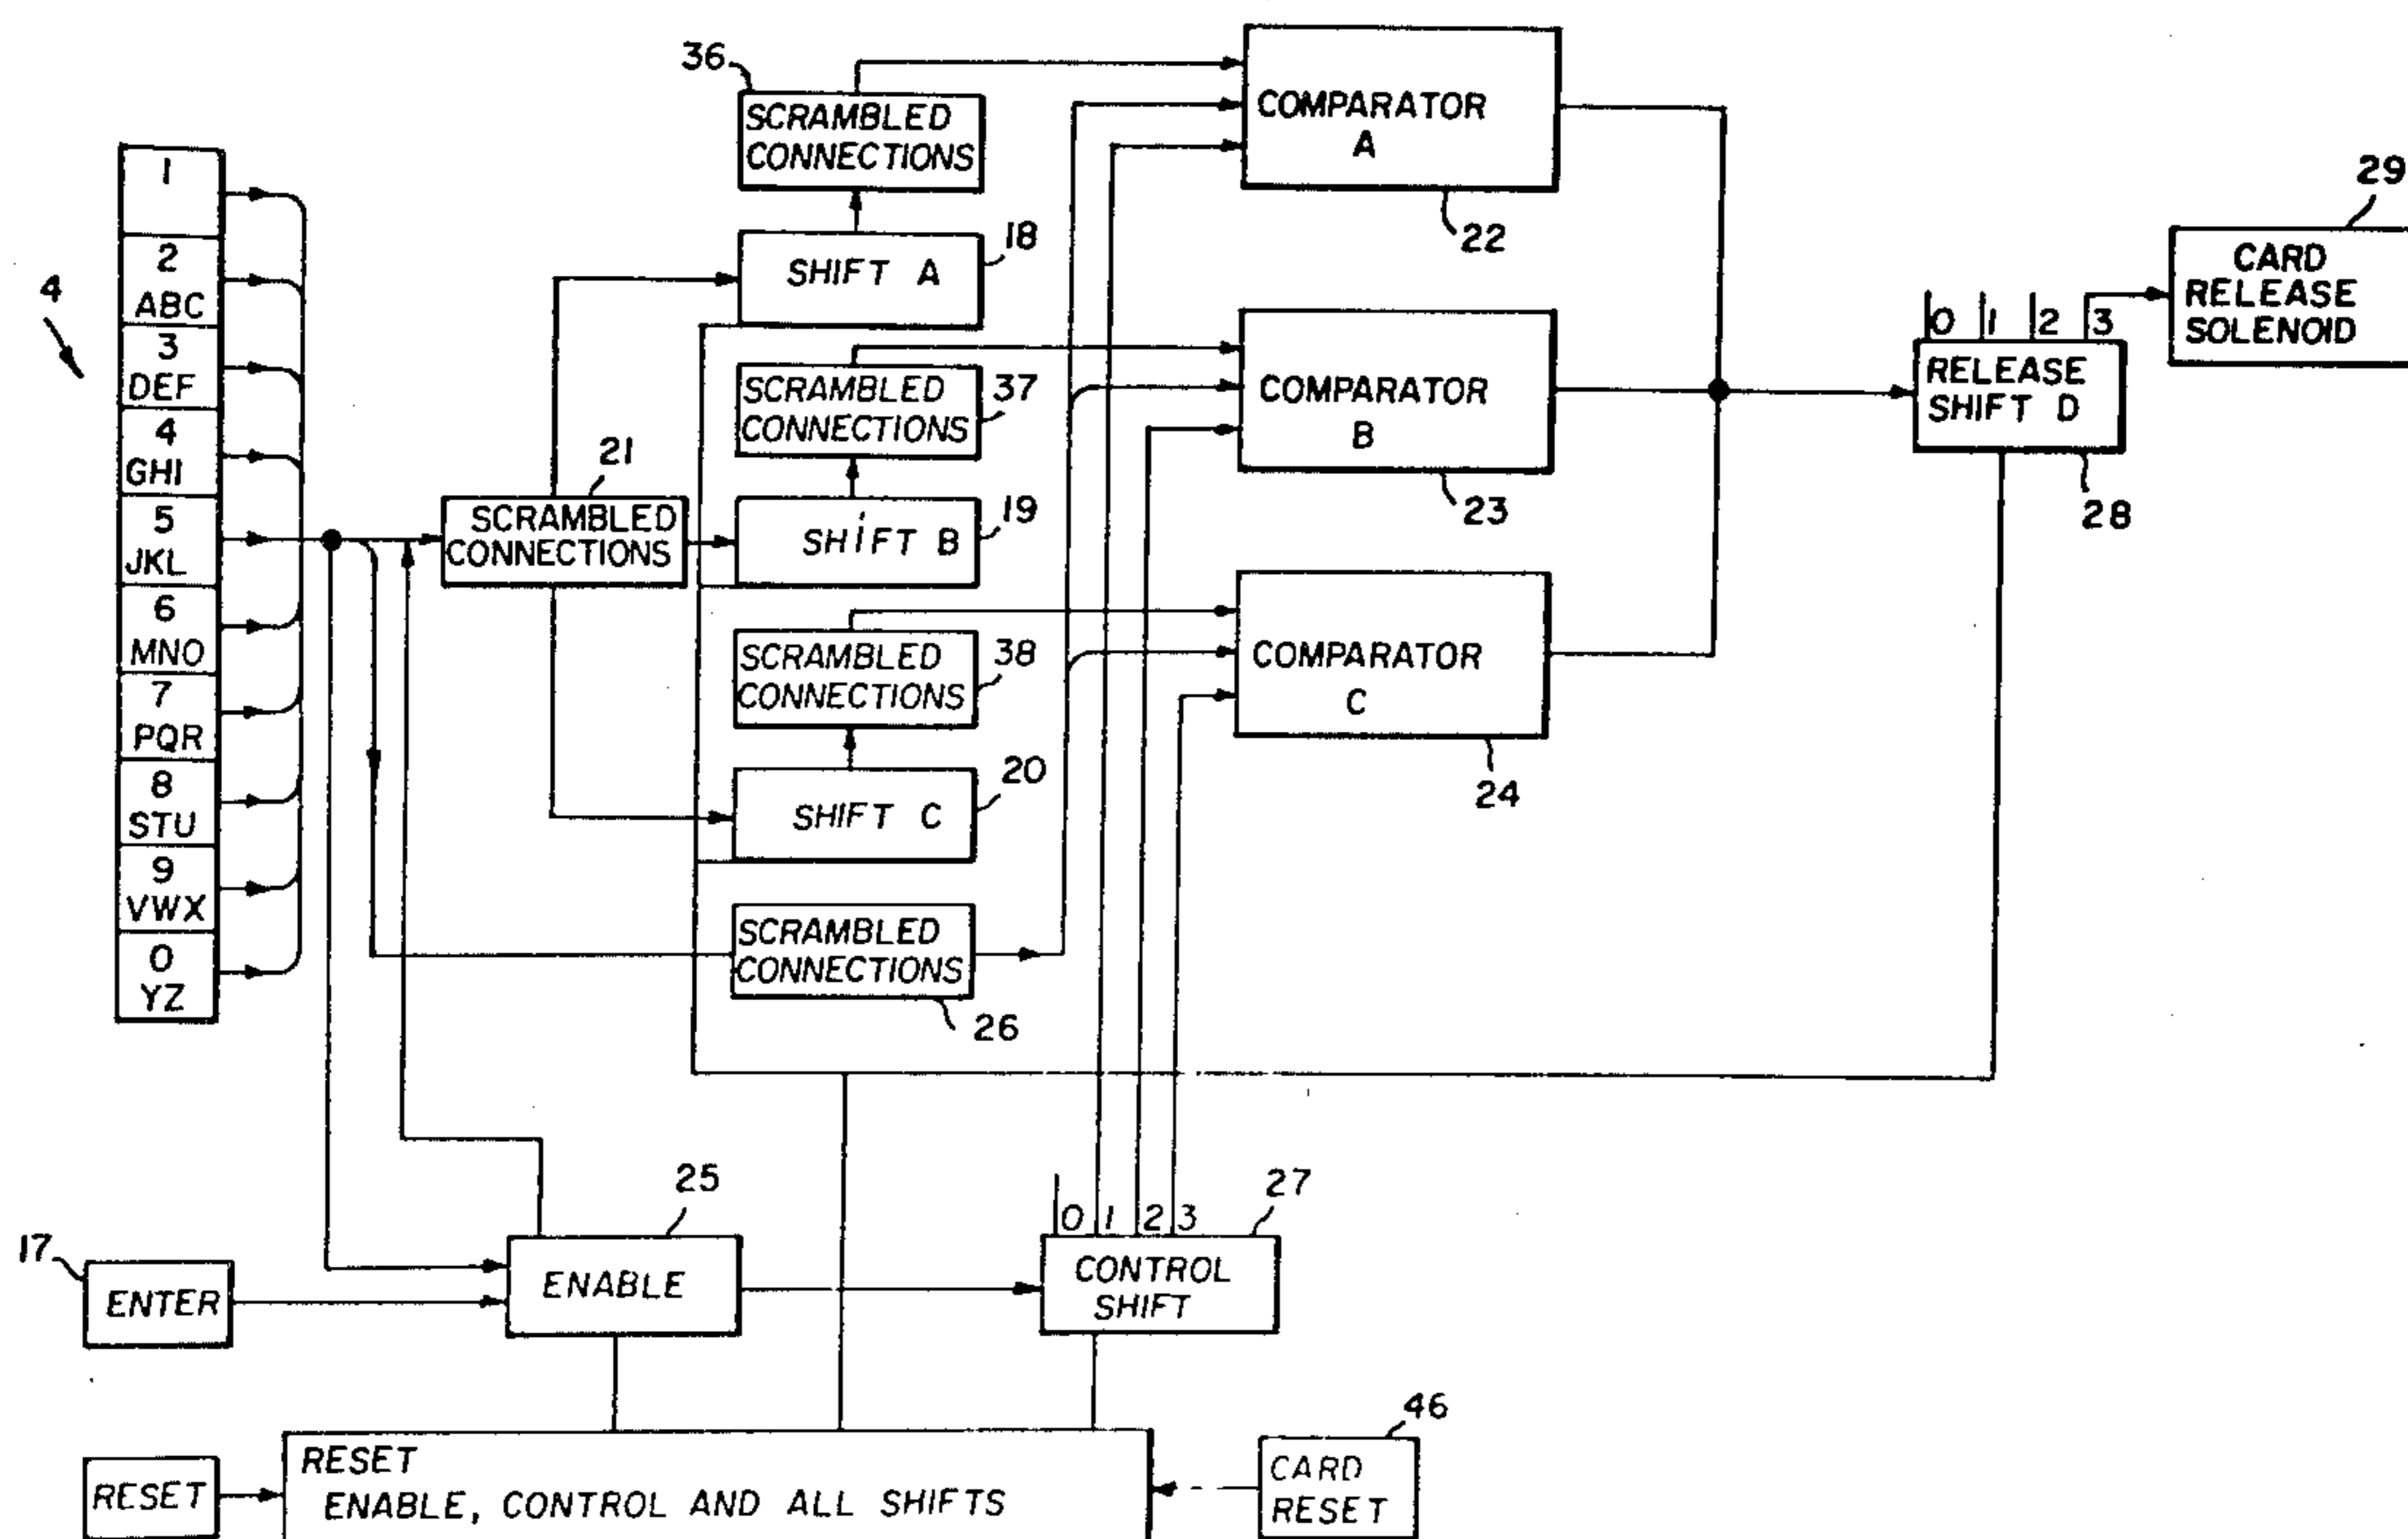 36
SCRAMBLED
CONNECTIONS
COMPARATOR
A
22
4
1
2
ABC
3
DEF
4
GHI
5
JKL
6
MNO
7
PQR
8
STU
9
VWX
0
YZ
18
SHIFT A
29
CARD
RELEASE
SOLENOID
0 1 2 3
RELEASE
SHIFT D
28
37
SCRAMBLED
CONNECTIONS
COMPARATOR
B
23
21
SCRAMBLED
CONNECTIONS
19
SHIFT B
38
SCRAMBLED
CONNECTIONS
COMPARATOR
C
24
20
SHIFT C
SCRAMBLED
CONNECTIONS
26
25
ENABLE
0 1 2 3
27
CONTROL
SHIFT
17
ENTER
RESET
RESET
ENABLE, CONTROL AND ALL SHIFTS
46
CARD
RESET